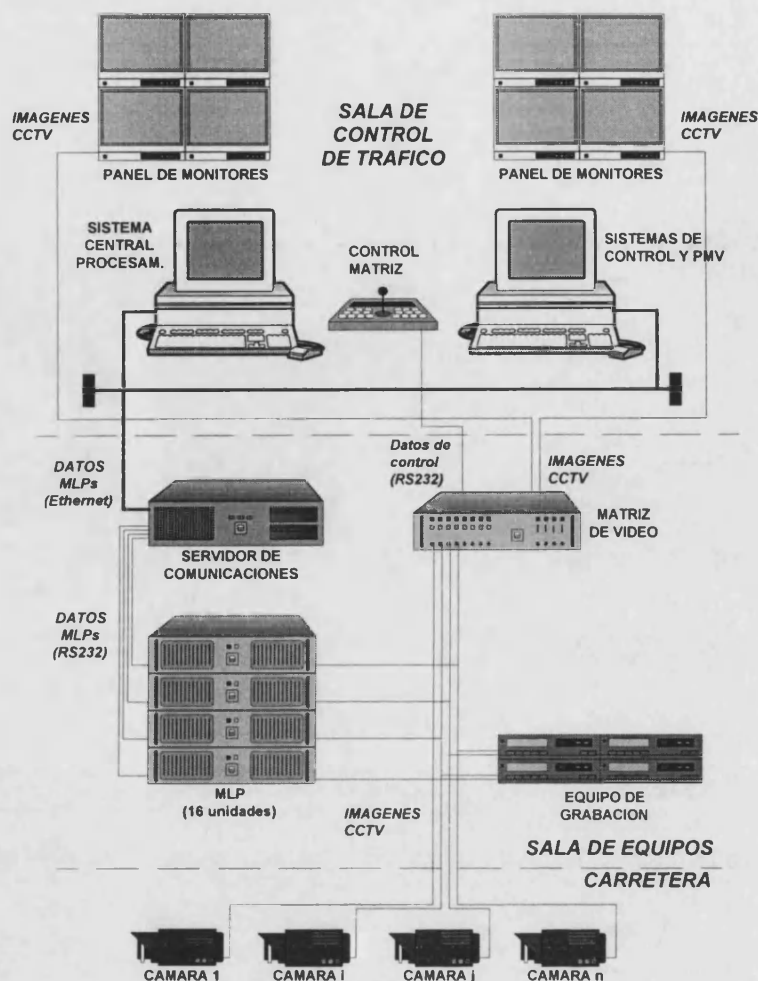 IMAGENES
CCTV
SALA DE
CONTROL
DE TRAFICO
IMAGENES
CCTV
PANEL DE MONITORES
PANEL DE MONITORES
SISTEMA
CENTRAL
PROCESAM.
CONTROL
MATRIZ
SISTEMAS DE
CONTROL Y PMV
DATOS
MLPs
(Ethernet)
Datos de
control
(RS232)
IMAGENES
CCTV
MATRIZ
DE VIDEO
SERVIDOR DE
COMUNICACIONES
DATOS
MLPs
(RS232)
MLP
(16 unidades)
IMAGENES
CCTV
EQUIPO DE
GRABACION
SALA DE EQUIPOS
CARRETERA
CAMARA 1
CAMARA i
CAMARA j
CAMARA n